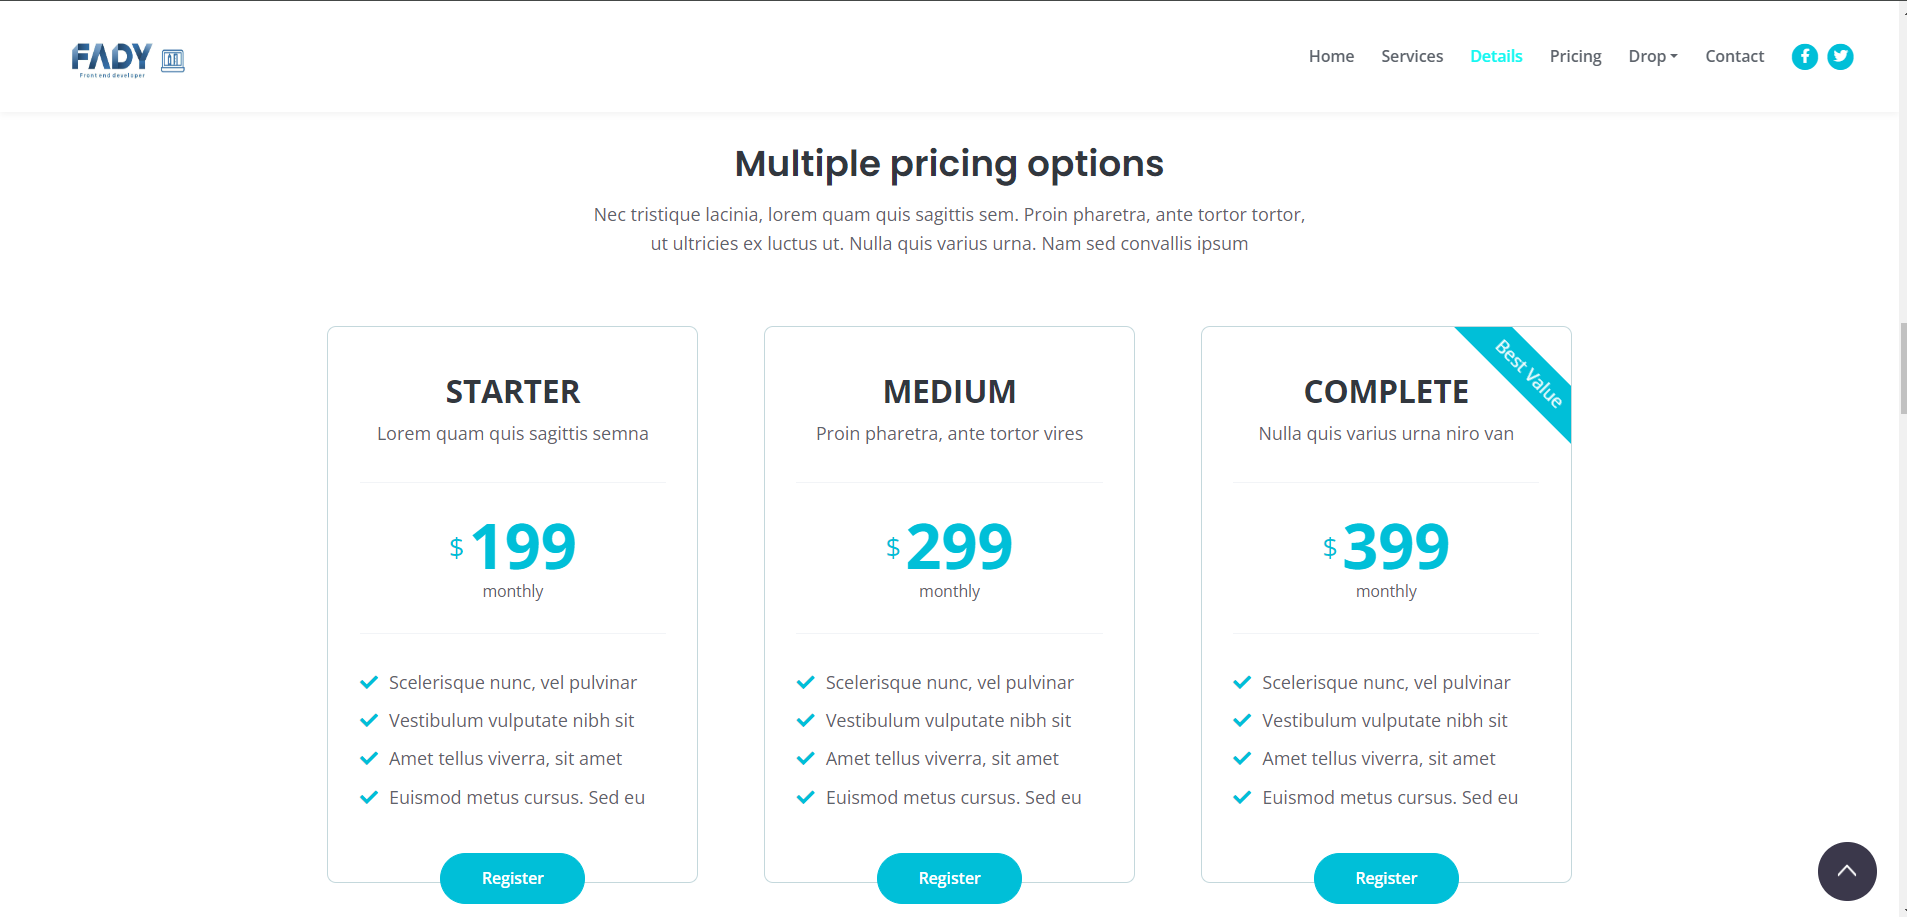 FADY
Front end developer
Home Services Details Pricing Drop Contact
Multiple pricing options
Nec tristique lacinia, lorem quam quis sagittis sem. Proin pharetra, ante tortor tortor,
ut ultricies ex luctus ut. Nulla quis varius urna. Nam sed convallis ipsum
STARTER
Lorem quam quis sagittis semna
$ 199
monthly
Scelerisque nunc, vel pulvinar
Vestibulum vulputate nibh sit
Amet tellus viverra, sit amet
Euismod metus cursus. Sed eu
Register
MEDIUM
Proin pharetra, ante tortor vires
$ 299
monthly
Scelerisque nunc, vel pulvinar
Vestibulum vulputate nibh sit
Amet tellus viverra, sit amet
Euismod metus cursus. Sed eu
Register
Best Value
COMPLETE
Nulla quis varius urna niro van
$ 399
monthly
Scelerisque nunc, vel pulvinar
Vestibulum vulputate nibh sit
Amet tellus viverra, sit amet
Euismod metus cursus. Sed eu
Register